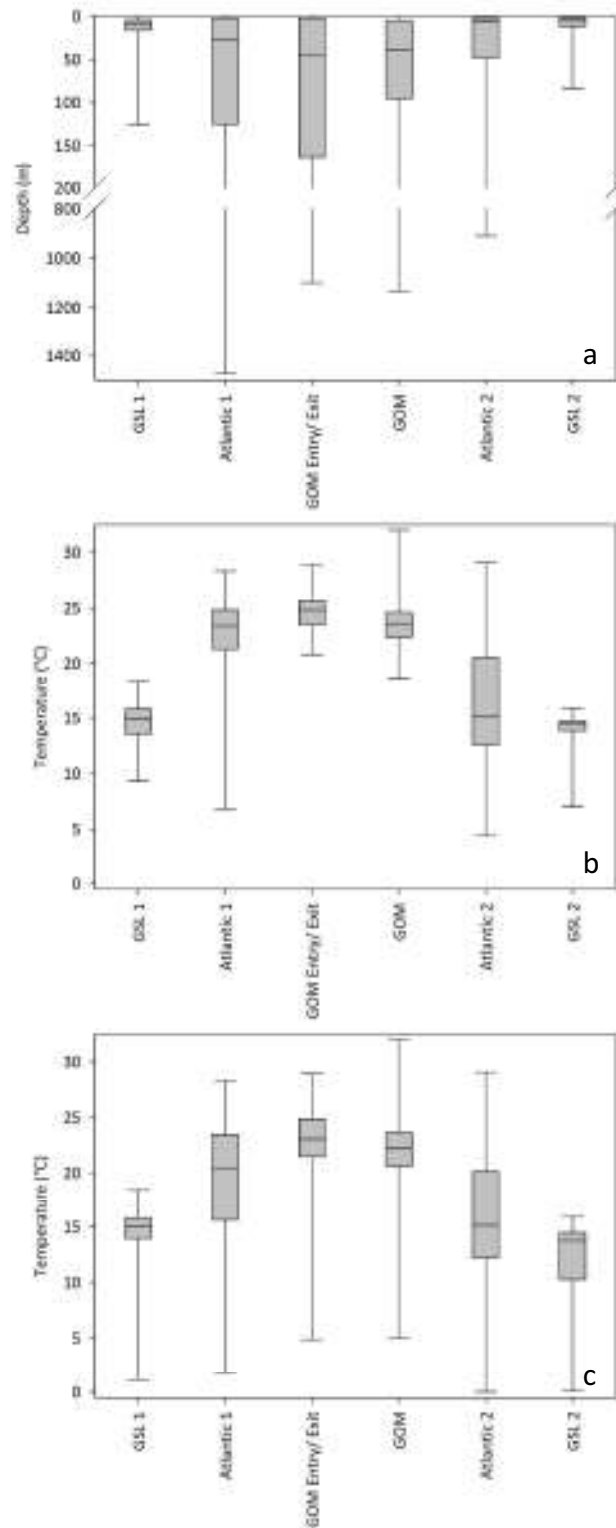 0
50
100
150
200
800
1000
1200
1400
Depth (m)
a
GSL 1
Atlantic 1
GOM Entry/ Exit
GOM
Atlantic 2
GSL 2
30
25
20
15
10
5
0
Temperature (°C)
b
GSL 1
Atlantic 1
GOM Entry/ Exit
GOM
Atlantic 2
GSL 2
30
25
20
15
10
5
0
Temperature (°C)
c
GSL 1
Atlantic 1
GOM Entry/ Exit
GOM
Atlantic 2
GSL 2